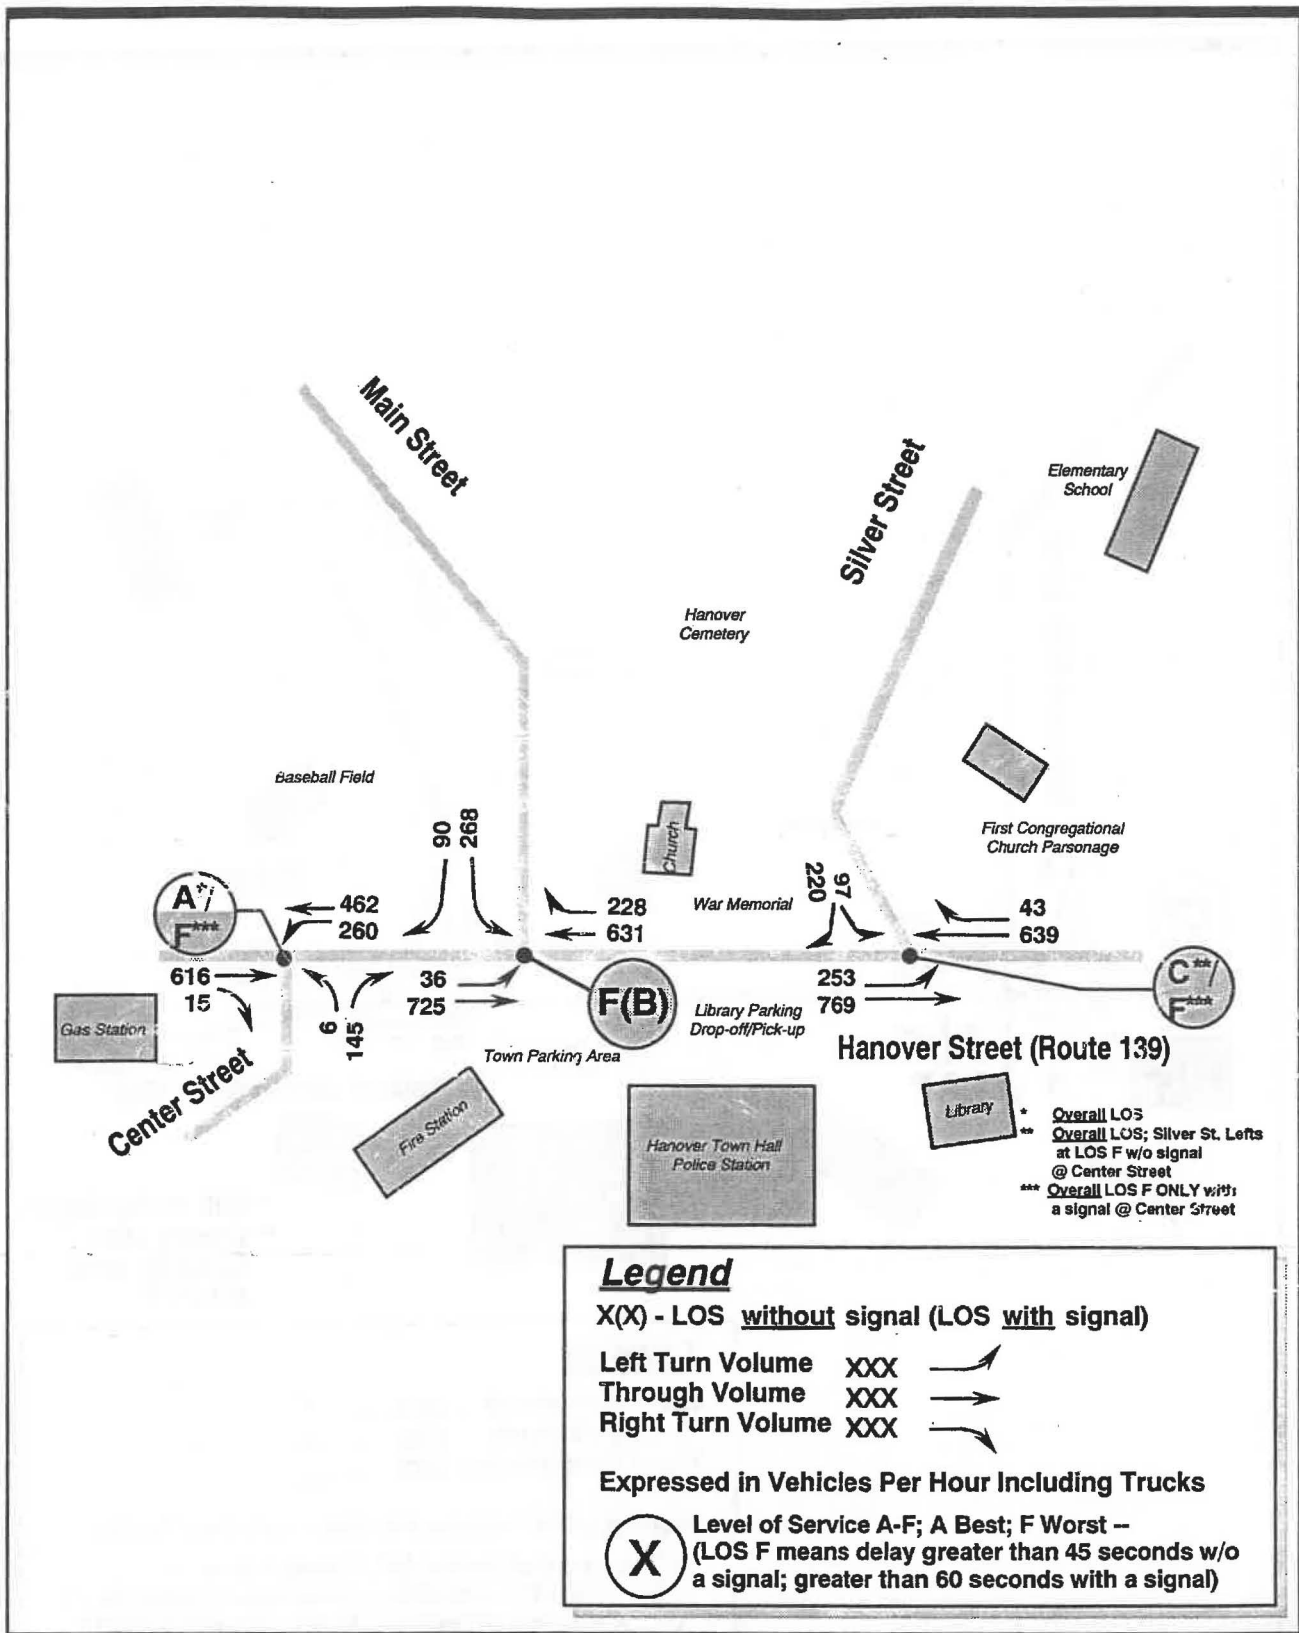 Main Street
Silver Street
Elementary
School
Hanover
Cemetery
Baseball Field
90
268
Church
First Congregational
Church Parsonage
220
97
War Memorial
A*/
F***
462
260
228
631
43
639
616
15
36
725
253
769
F(B)
C**/
F***
6
145
Gas Station
Library Parking
Drop-off/Pick-up
Town Parking Area
Hanover Street (Route 139)
Center Street
Fire Station
Hanover Town Hall
Police Station
Library
* Overall LOS
** Overall LOS; Silver St. Lefts
at LOS F w/o signal
@ Center Street
*** Overall LOS F ONLY with
a signal @ Center Street
Legend
X(X) - LOS without signal (LOS with signal)
Left Turn Volume XXX
Through Volume XXX
Right Turn Volume XXX
Expressed in Vehicles Per Hour Including Trucks
X
Level of Service A-F; A Best; F Worst --
(LOS F means delay greater than 45 seconds w/o
a signal; greater than 60 seconds with a signal)